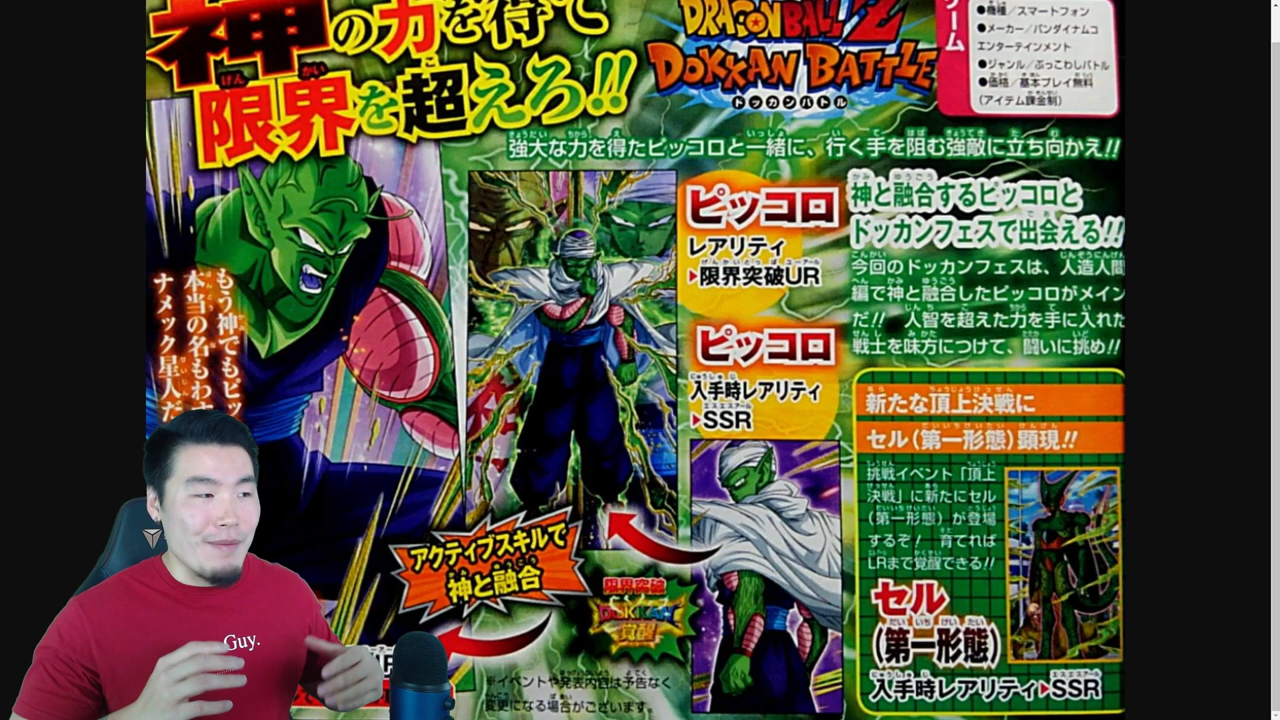 神の力を得て
限界を超えろ!!
DRAGONBALL Z
DOKKAN BATTLE
ドッカンバトル
●機種/スマートフォン
●メーカー/バンダイナムコ
エンターテインメント
●ジャンル/ぶっこわしバトル
●価格/基本プレイ無料
(アイテム課金制)
強大な力を得たピッコロと一緒に、行く手を阻む強敵に立ち向かえ!!
もう神でもピッ
本当の名もわす
ナメック星人だ
ピッコロ
レアリティ
▶限界突破UR
ピッコロ
入手時レアリティ
▶SSR
神と融合するピッコロと
ドッカンフェスで出会える!!
今回のドッカンフェスは、人造人間
編で神と融合したピッコロがメイン
だ!! 人智を超えた力を手に入れた
戦士を味方につけて、闘いに挑め!!
新たな頂上決戦に
セル(第一形態)顕現!!
挑戦イベント「頂上
決戦」に新たにセル
(第一形態)が登場
するぞ! 育てれば
LRまで覚醒できる!!
セル
(第一形態)
入手時レアリティ▶SSR
アクティブスキルで
神と融合
限界突破
DOKKAN
覚醒
※イベントや発表内容は予告なく
変更になる場合がございます。
Guy.